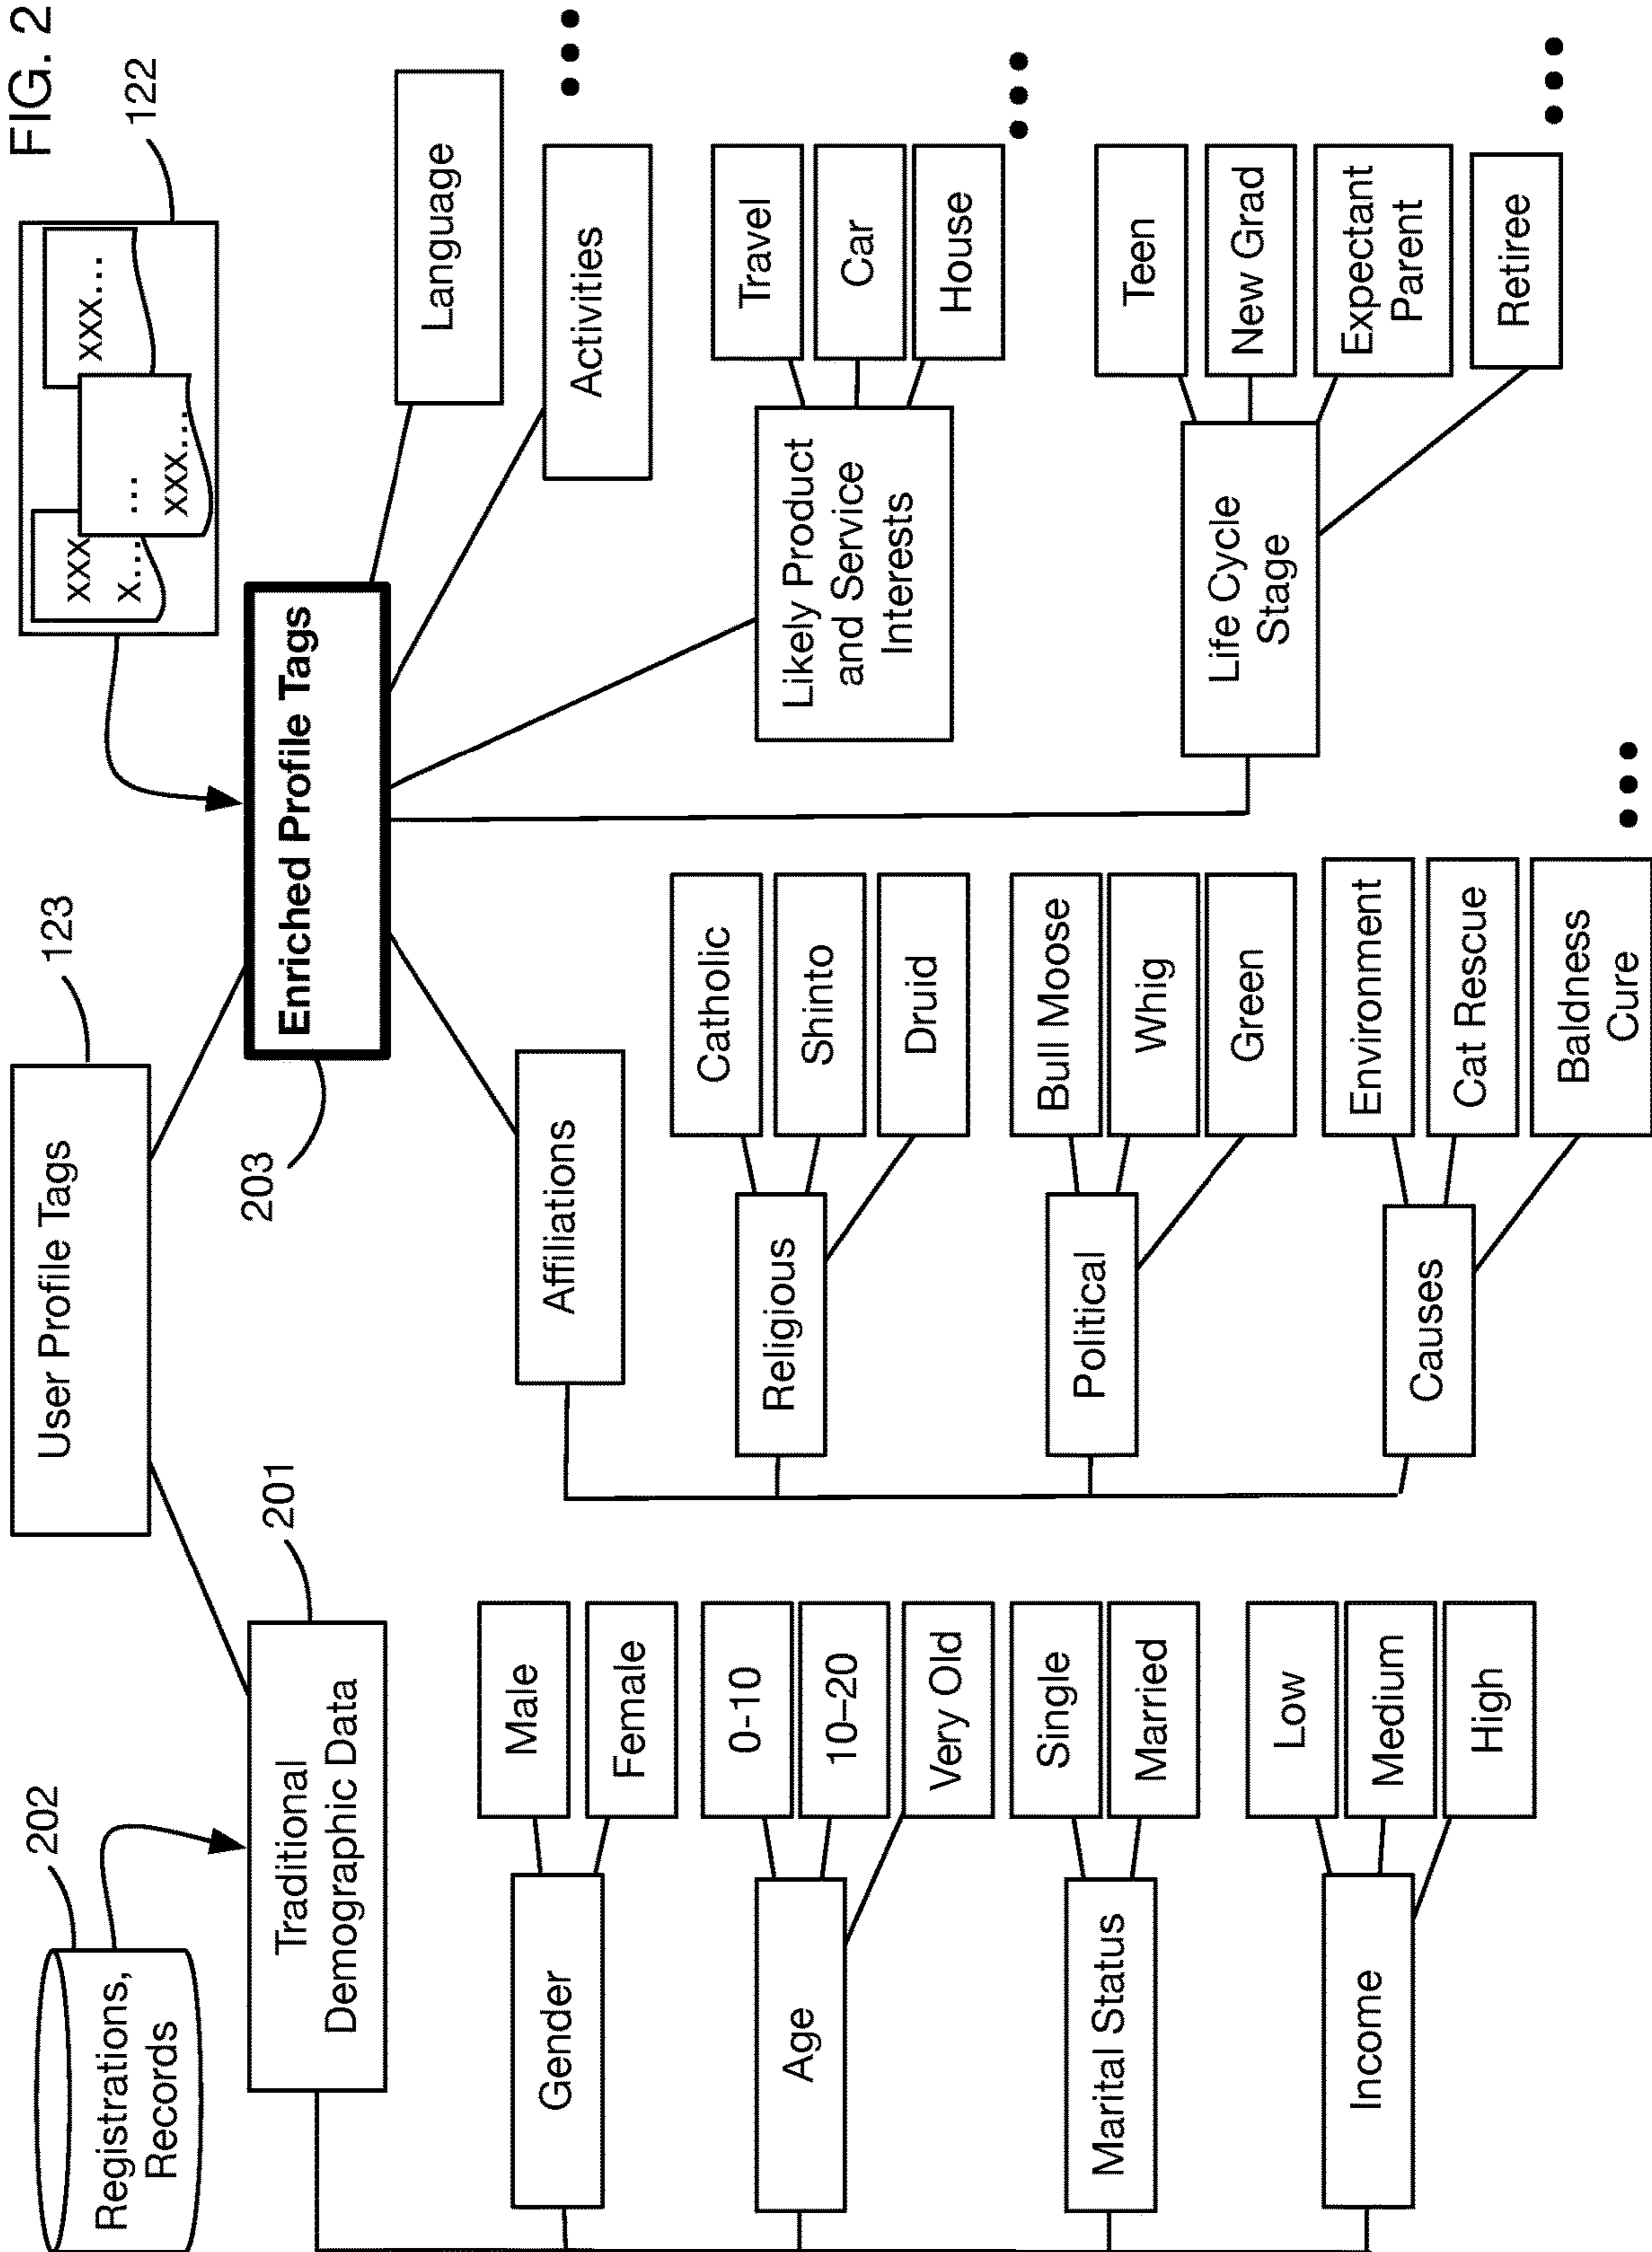 FIG. 2
User Profile Tags
123
122
xxx
x...
...
xxx...
xxx...
202
Registrations,
Records
201
Traditional
Demographic Data
203
Enriched Profile Tags
Gender
Male
Female
Age
0-10
10–20
Very Old
Marital Status
Single
Married
Income
Low
Medium
High
Affiliations
Religious
Catholic
Shinto
Druid
Political
Bull Moose
Whig
Green
Causes
Environment
Cat Rescue
Baldness
Cure
•••
Language
Activities
•••
Likely Product
and Service
Interests
Travel
Car
House
•••
Life Cycle
Stage
Teen
New Grad
Expectant
Parent
Retiree
•••